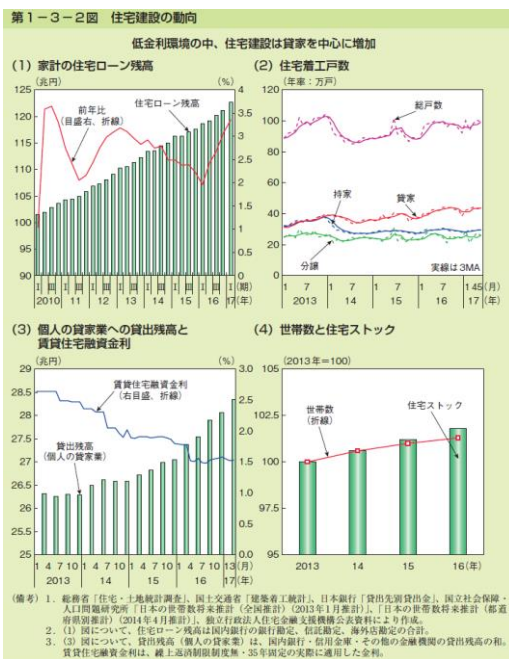 第1-3-2図 住宅建設の動向
低金利環境の中、住宅建設は貸家を中心に増加
(1) 家計の住宅ローン残高
(兆円) (%)
125 4
120 3.5
115 3
110 2.5
105 2
100 1.5
95 1
90 0.5
0
前年比
(目盛右、折線)
住宅ローン残高
Ⅰ Ⅲ Ⅰ Ⅲ Ⅰ Ⅲ Ⅰ Ⅲ Ⅰ Ⅲ Ⅰ Ⅲ Ⅰ Ⅲ Ⅰ (期)
2010 11 12 13 14 15 16 17(年)
(2) 住宅着工戸数
(年率:万戸)
120
100
80
60
40
20
0
総戸数
持家
貸家
分譲
実線は3MA
1 7 1 7 1 7 1 7 1 45(月)
2013 14 15 16 17(年)
(3) 個人の貸家業への貸出残高と
賃貸住宅融資金利
(兆円) (%)
29 3.0
28.5 2.5
28
27.5 2.0
27 1.5
26.5 1.0
26
25.5 0.5
25 0.0
賃貸住宅融資金利
(右目盛、折線)
貸出残高
(個人の貸家業)
1 4 7 10 1 4 7 10 1 4 7 10 1 4 7 10 13(月)
2013 14 15 16 17(年)
(4) 世帯数と住宅ストック
(2013年=100)
105
102.5
100
97.5
95
世帯数
(折線)
住宅ストック
2013 14 15 16(年)
(備考) 1.総務省「住宅・土地統計調査」、国土交通省「建築着工統計」、日本銀行「貸出先別貸出金」、国立社会保障・
人口問題研究所「日本の世帯数将来推計(全国推計)(2013年1月推計)」、「日本の世帯数将来推計(都道
府県別推計)(2014年4月推計)」、独立行政法人住宅金融支援機構公表資料により作成。
2.(1)図について、住宅ローン残高は国内銀行の銀行勘定、信託勘定、海外店勘定の合計。
3.(3)図について、貸出残高(個人の貸家業)は、国内銀行・信用金庫・その他の金融機関の貸出残高の和。
賃貸住宅融資金利は、繰上返済制限制度無・35年固定の実際に適用した金利。